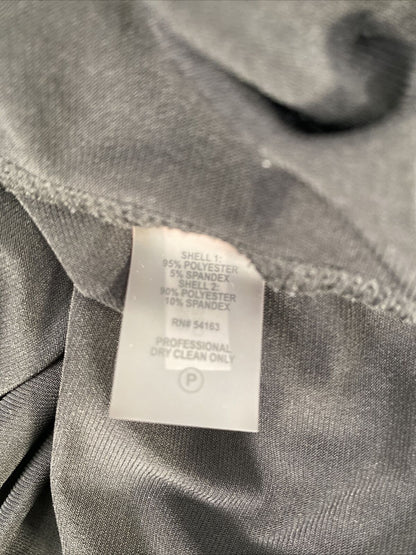 SHELL 1:
95% POLYESTER
5% SPANDEX
SHELL 2:
90% POLYESTER
10% SPANDEX
RN# 54163
PROFESSIONAL
DRY CLEAN ONLY
P